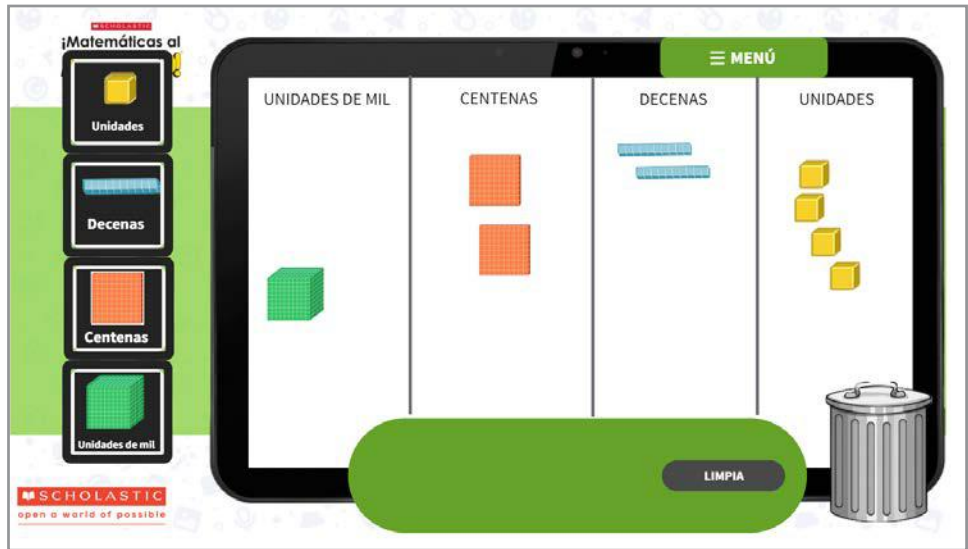 SCHOLASTIC
¡Matemáticas al
Unidades
Decenas
Centenas
Unidades de mil
MENÚ
UNIDADES DE MIL
CENTENAS
DECENAS
UNIDADES
LIMPIA
SCHOLASTIC
open a world of possible